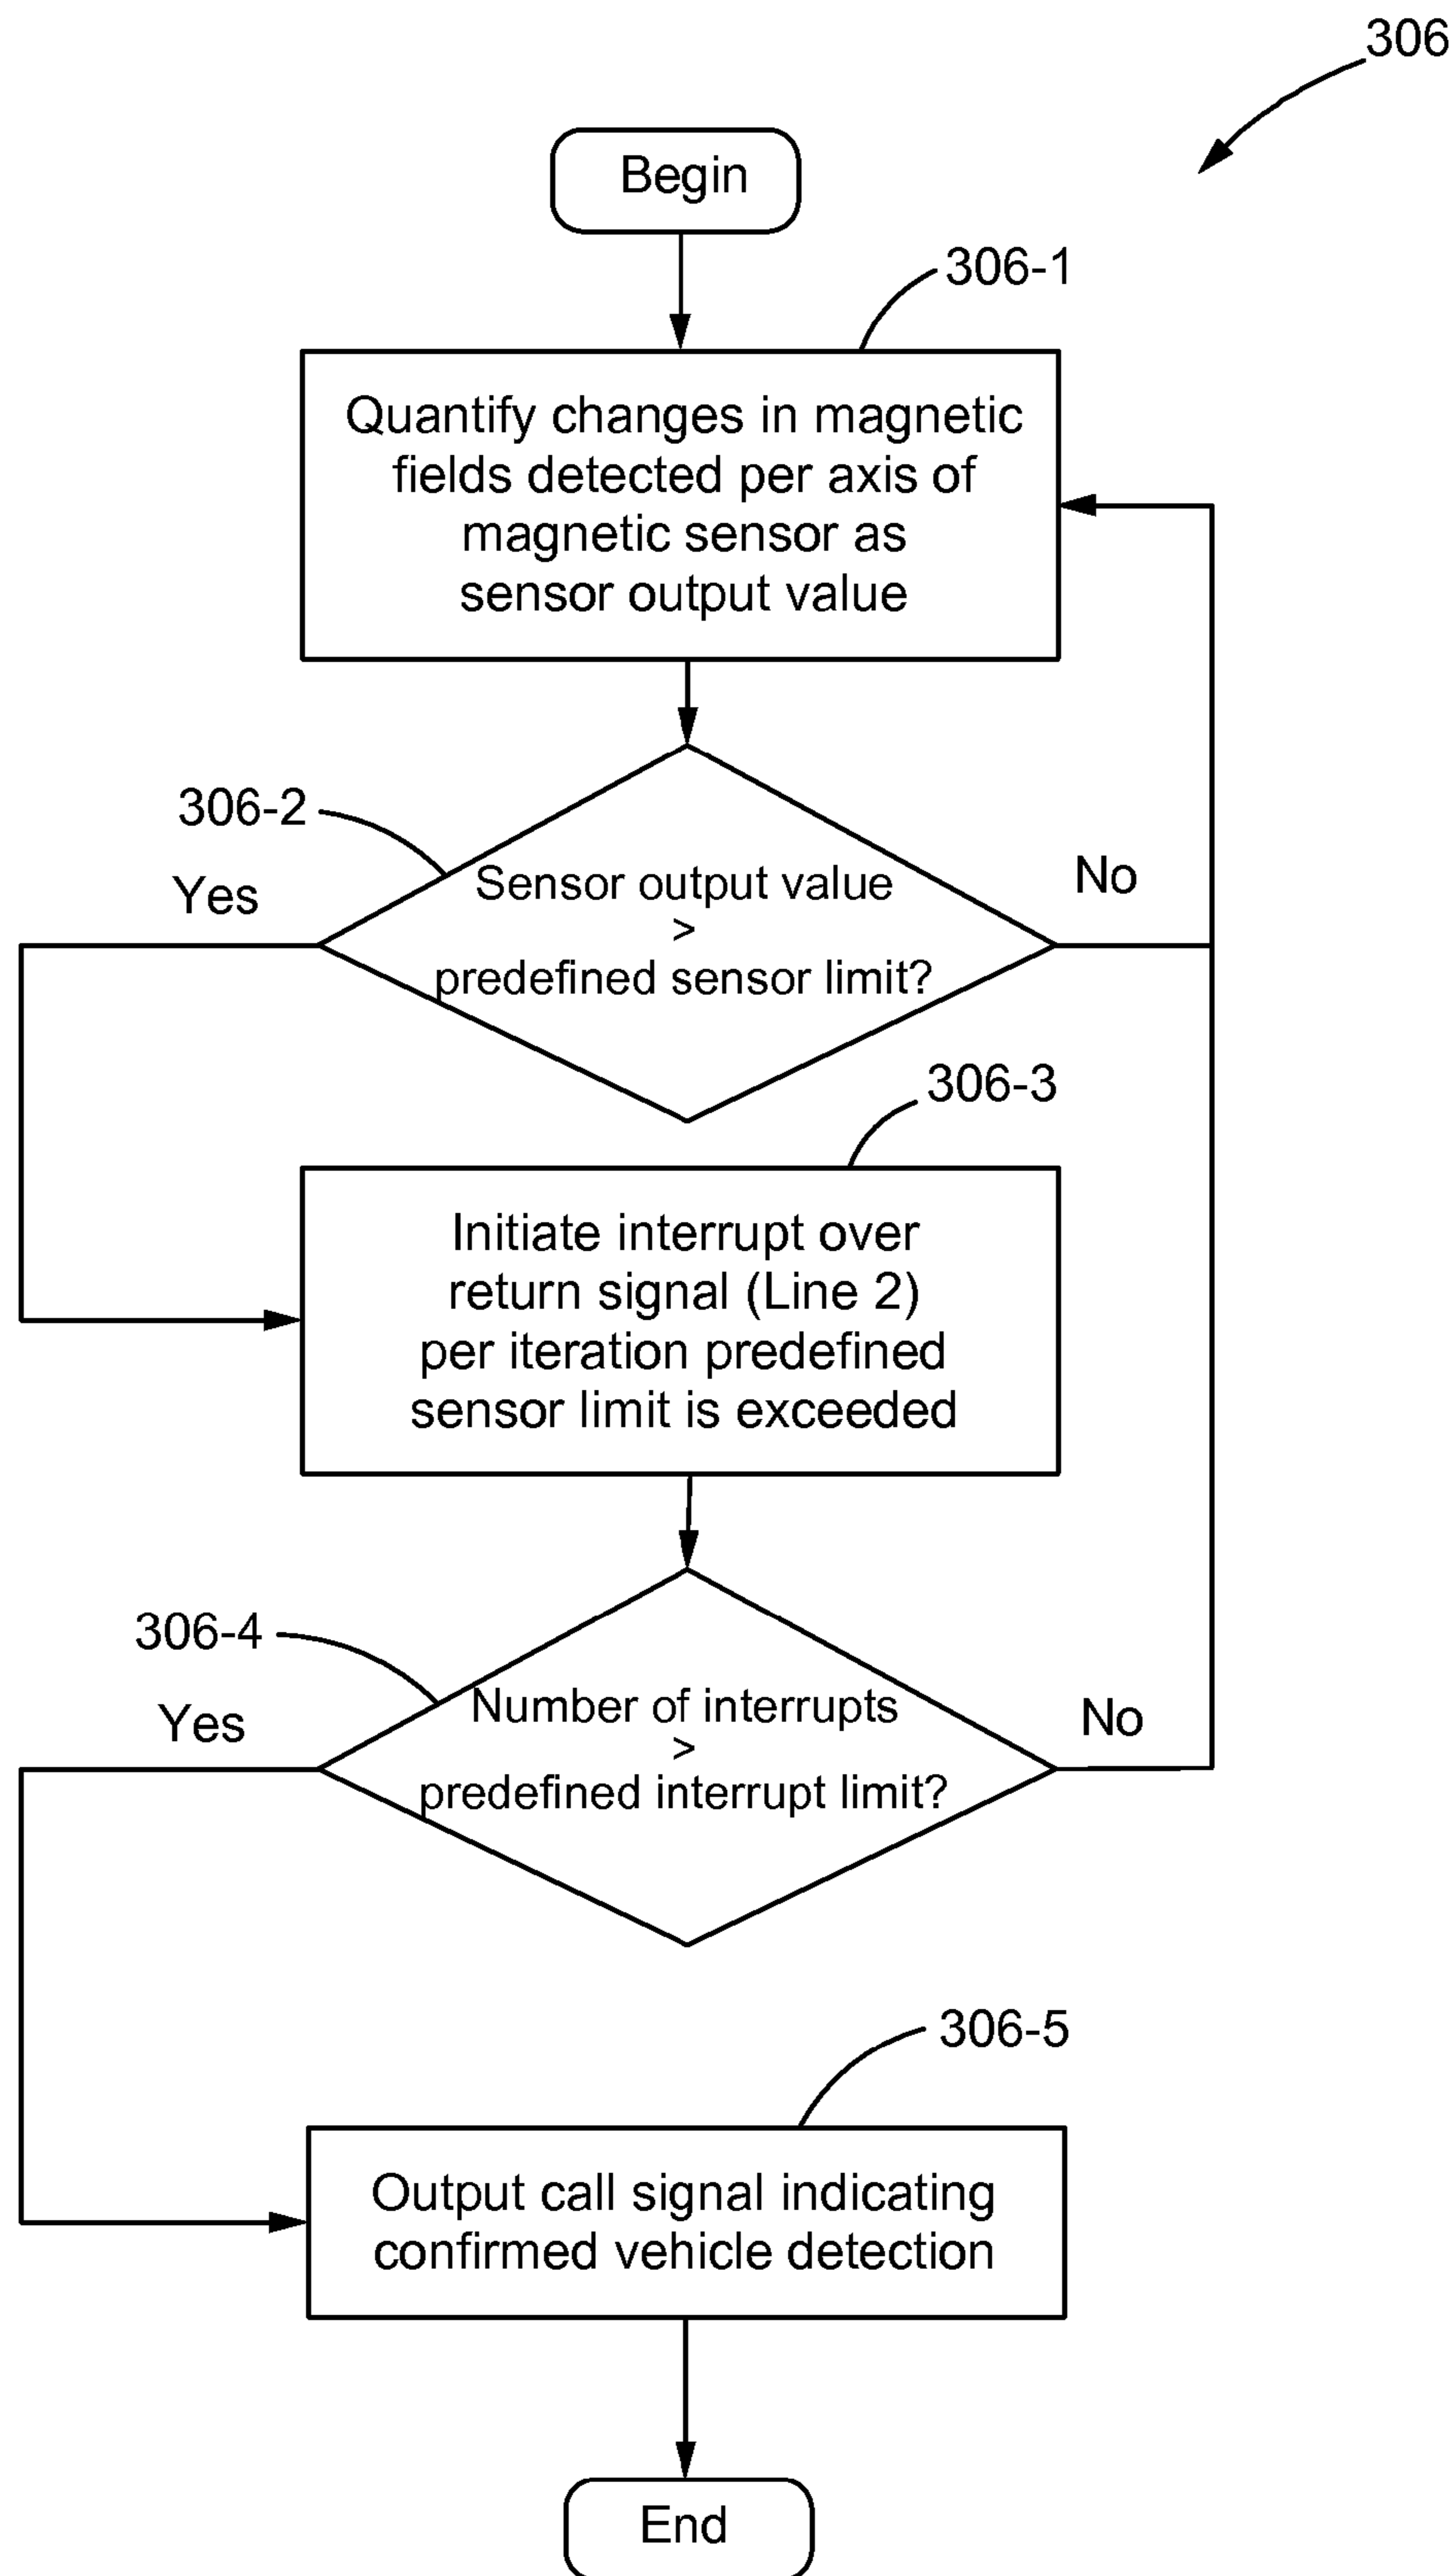 306
Begin
306-1
Quantify changes in magnetic
fields detected per axis of
magnetic sensor as
sensor output value
306-2
Yes
No
Sensor output value
>
predefined sensor limit?
306-3
Initiate interrupt over
return signal (Line 2)
per iteration predefined
sensor limit is exceeded
306-4
Yes
No
Number of interrupts
>
predefined interrupt limit?
306-5
Output call signal indicating
confirmed vehicle detection
End